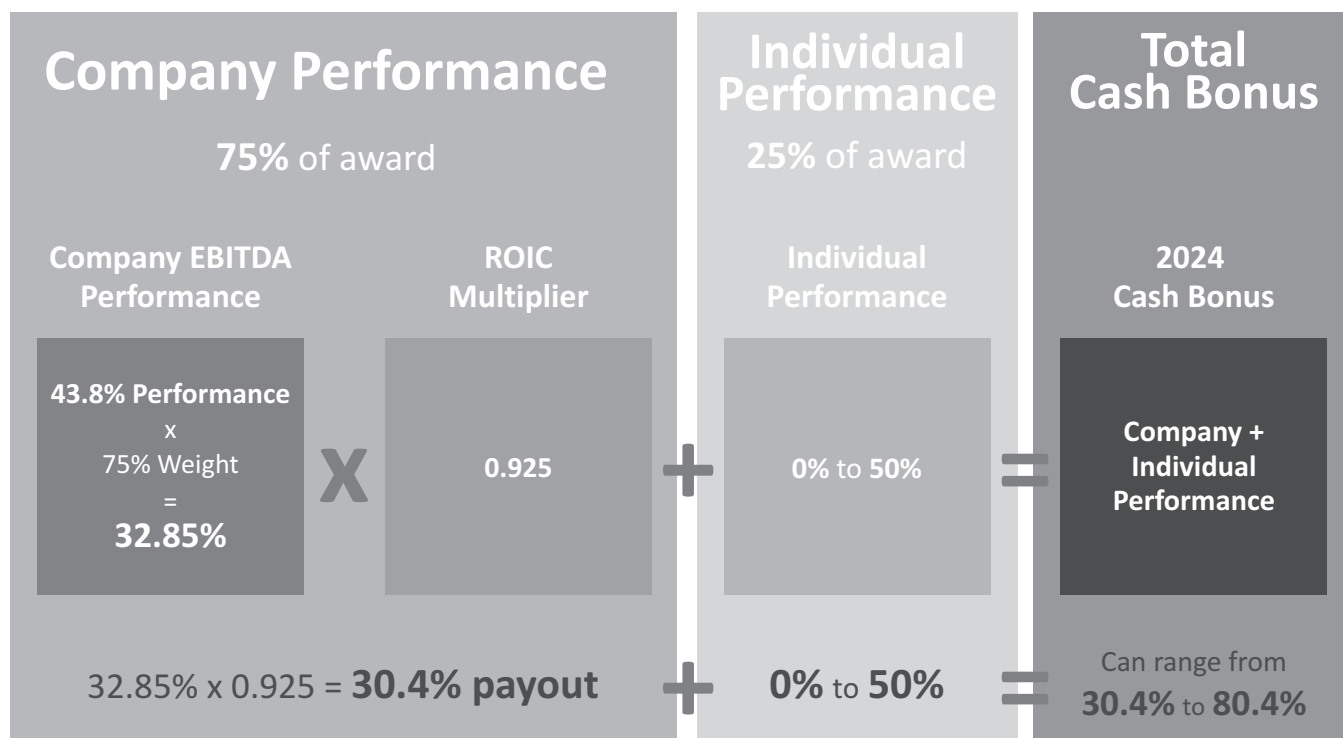 Company Performance
75% of award
Company EBITDA
Performance
ROIC
Multiplier
43.8% Performance
x
75% Weight
=
32.85%
X
0.925
32.85% x 0.925 = 30.4% payout
+
+
Individual
Performance
25% of award
Individual
Performance
0% to 50%
0% to 50%
=
=
Total
Cash Bonus
2024
Cash Bonus
Company +
Individual
Performance
Can range from
30.4% to 80.4%